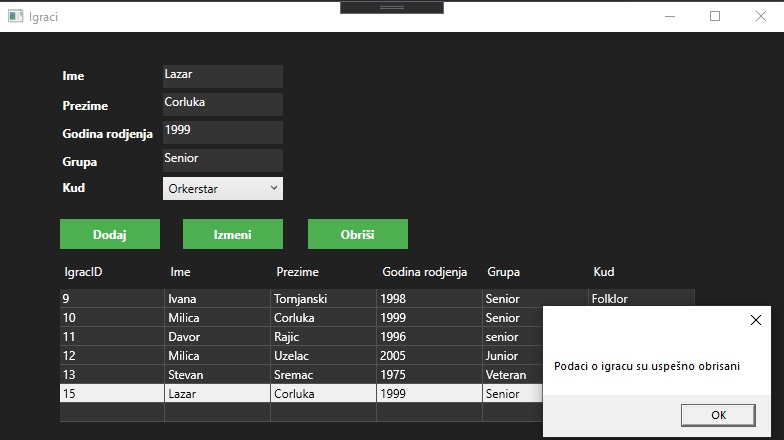 Igraci
Ime Lazar
Prezime Corluka
Godina rodjenja 1999
Grupa Senior
Kud Orkerstar
Dodaj Izmeni Obriši
IgracID Ime Prezime Godina rodjenja Grupa Kud
9 Ivana Tornjanski 1998 Senior Folklor
10 Milica Corluka 1999 Senior
11 Davor Rajic 1996 senior
12 Milica Uzelac 2005 Junior
13 Stevan Sremac 1975 Veteran
15 Lazar Corluka 1999 Senior
Podaci o igracu su uspešno obrisani
OK